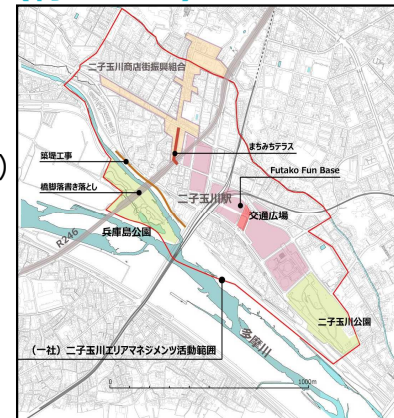 二子玉川商店街振興組合
まちみちテラス
築堤工事
Futako Fun Base
橋脚落書き落とし
二子玉川駅
交通広場
兵庫島公園
R246
二子玉川公園
(一社)二子玉川エリアマネジメンツ活動範囲
多摩川
0
1000m
)